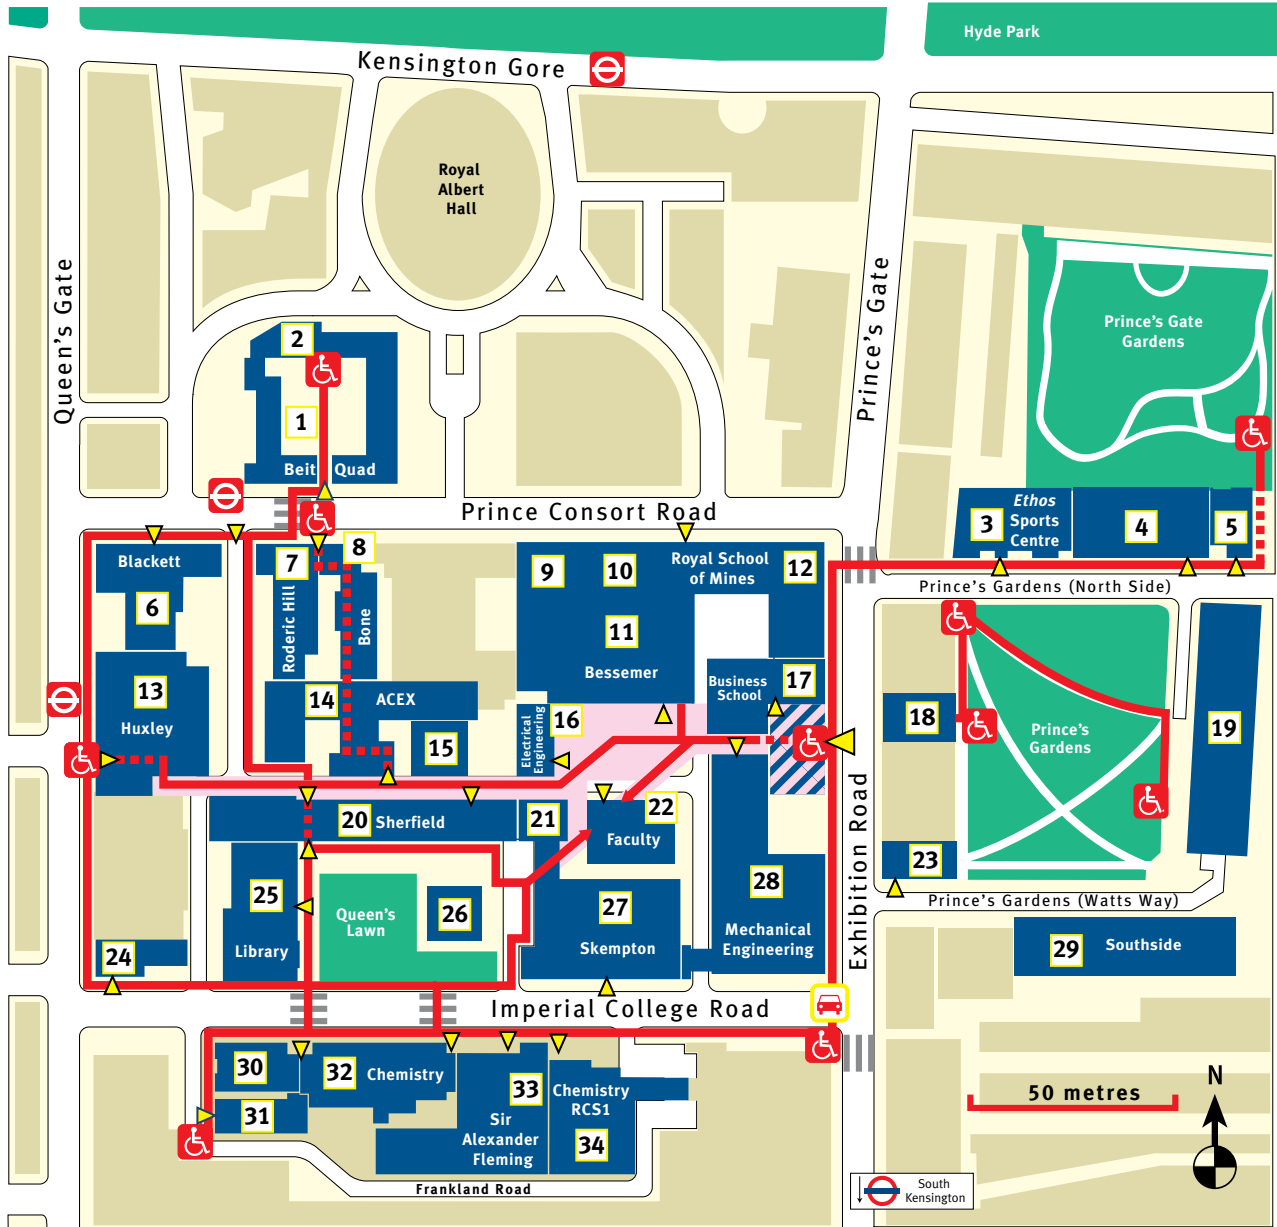 Hyde Park
Kensington Gore
Royal
Albert
Hall
Queen's Gate
Prince's Gate
Prince's Gate
Gardens
2
1
Beit Quad
Prince Consort Road
Ethos
Sports
Centre
3
4
5
Prince's Gardens (North Side)
Blackett
6
7
8
Roderic Hill
Bone
9
10
Royal School
of Mines
12
11
Bessemer
13
Huxley
14
ACEX
15
Electrical
Engineering
16
Business
School
17
18
Prince's
Gardens
19
20
Sherfield
21
22
Faculty
23
Prince's Gardens (Watts Way)
Exhibition Road
24
25
Library
Queen's
Lawn
26
27
Skempton
28
Mechanical
Engineering
29
Southside
Imperial College Road
30
31
32
Chemistry
33
Sir
Alexander
Fleming
Chemistry
RCS1
34
Frankland Road
50 metres
N
South
Kensington